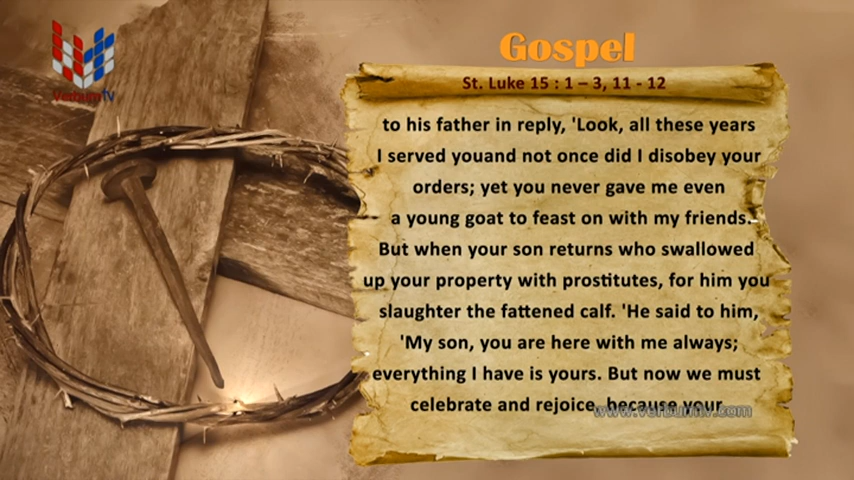 VerbumTV
Gospel
St. Luke 15 : 1 – 3, 11 - 12
to his father in reply, 'Look, all these years
I served youand not once did I disobey your
orders; yet you never gave me even
a young goat to feast on with my friends.
But when your son returns who swallowed
up your property with prostitutes, for him you
slaughter the fattened calf. 'He said to him,
'My son, you are here with me always;
everything I have is yours. But now we must
celebrate and rejoice, because your
www.verbumtv.com